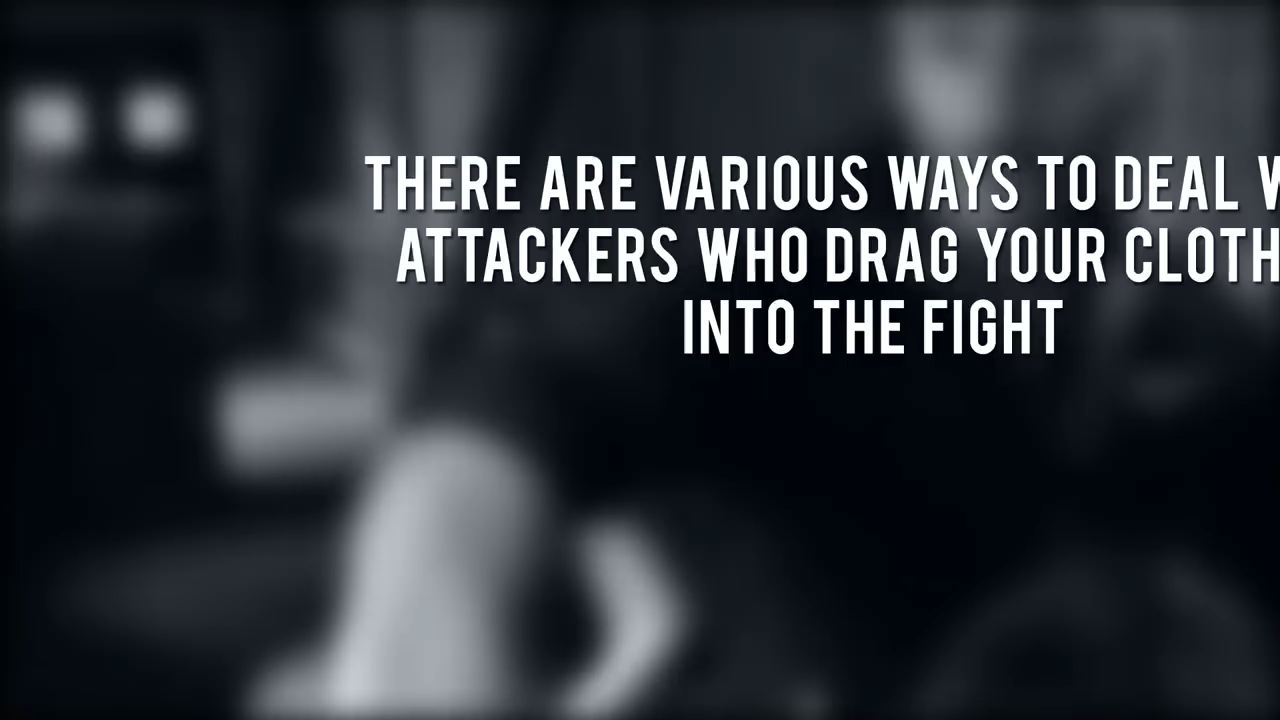 THERE ARE VARIOUS WAYS TO DEAL W
ATTACKERS WHO DRAG YOUR CLOTH
INTO THE FIGHT